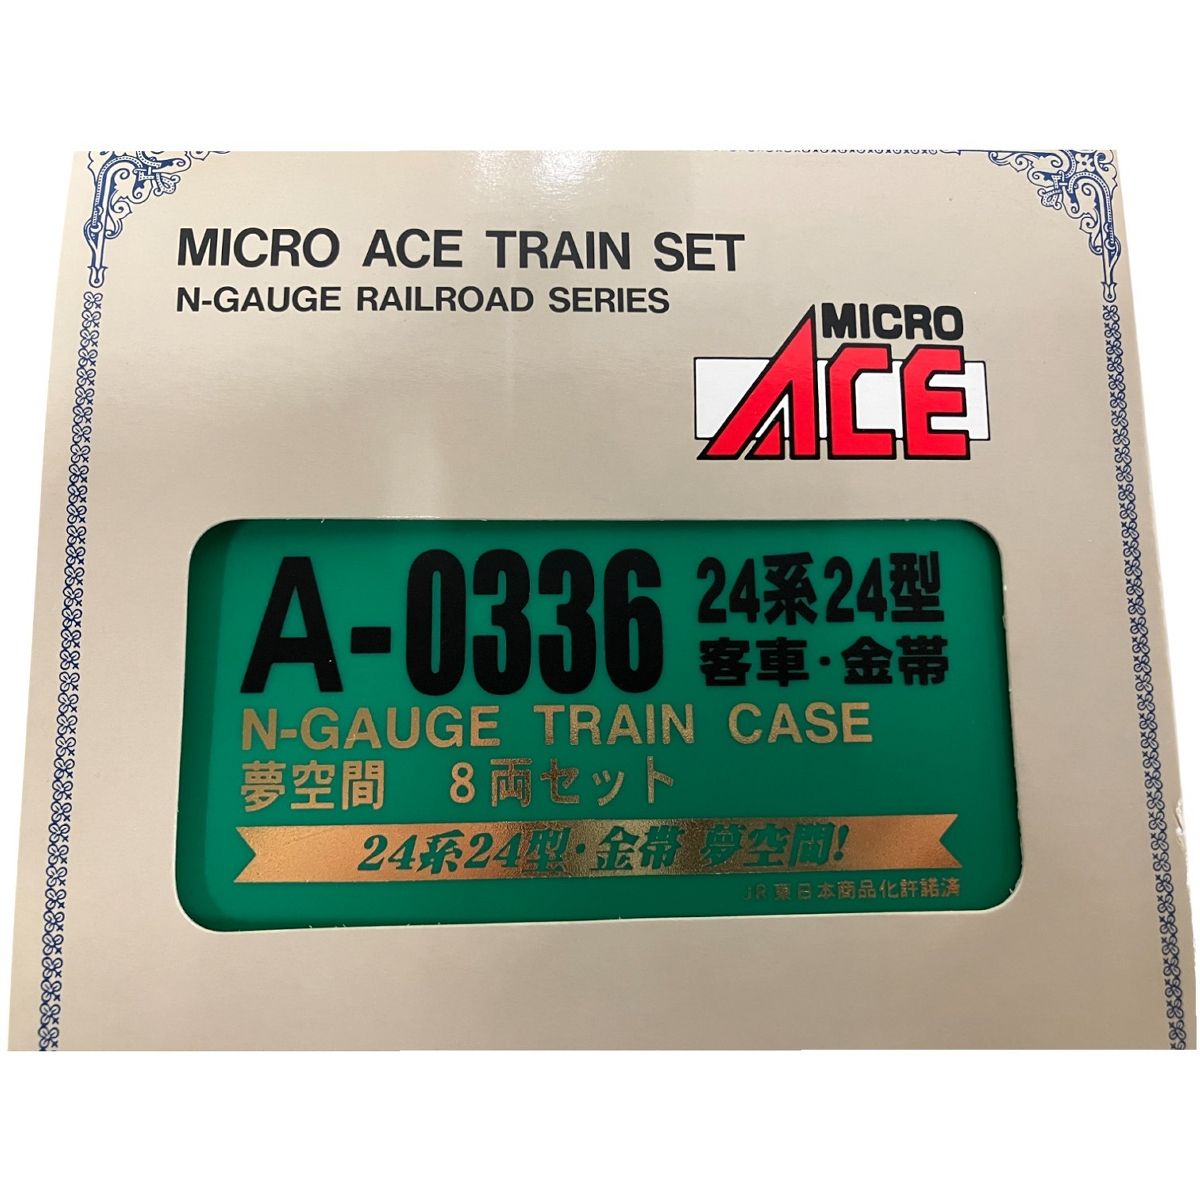 MICRO ACE TRAIN SET
N-GAUGE RAILROAD SERIES
MICRO
ACE
A-0336
24系24型
客車・金帯
N-GAUGE TRAIN CASE
夢空間 8両セット
24系24型・金帯 夢空間!
JR東日本商品化許諾済